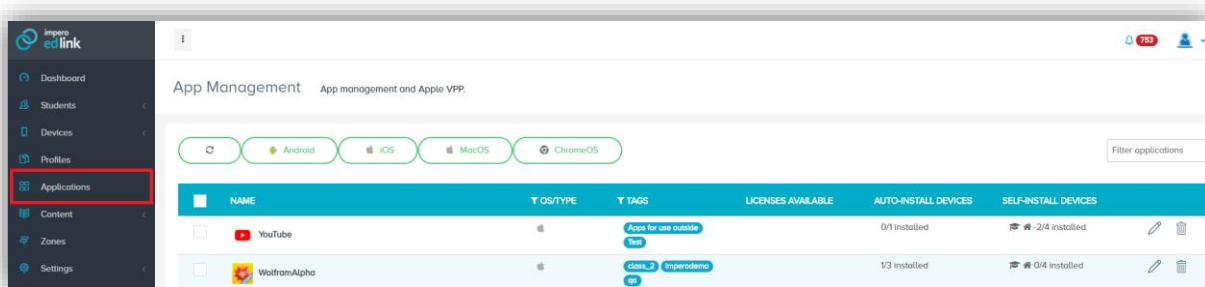 impero
edlink
753
Dashboard
App Management App management and Apple VPP.
Students
Devices
Android iOS MacOS ChromeOS Filter applications
Profiles
Applications
NAME OS/TYPE TAGS LICENSES AVAILABLE AUTO-INSTALL DEVICES SELF-INSTALL DEVICES
Content
YouTube Apps for use outside 0/1 installed -2/4 installed
Test
Zones
Settings
WolframAlpha class_2 Imperodemo 1/3 installed 0/4 installed
qa